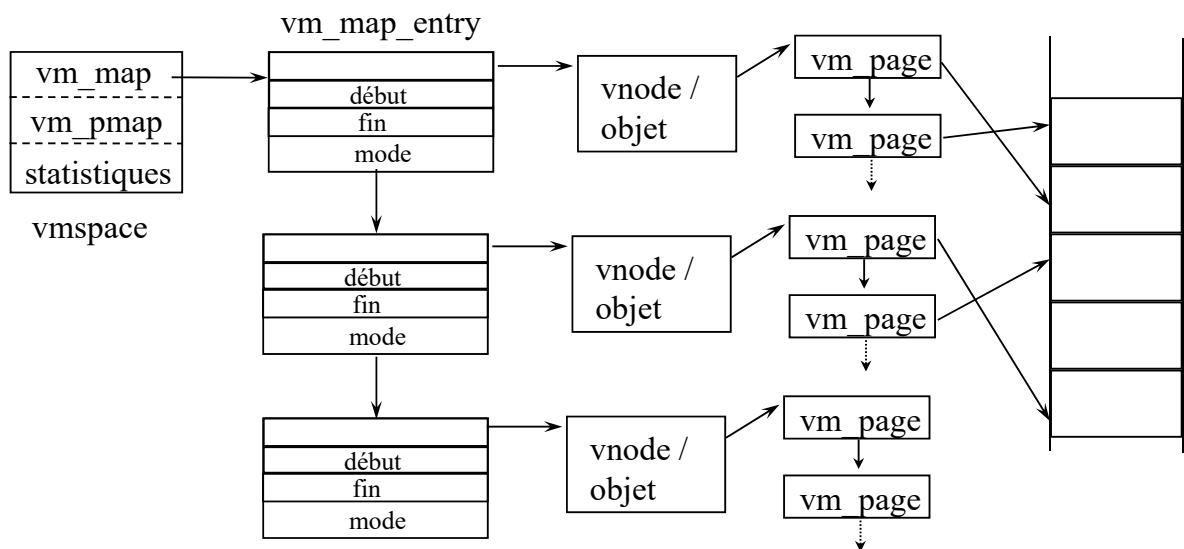 vm_map_entry
vm_map
vm_pmap
statistiques
vmspace
début
fin
mode
vnode /
objet
vm_page
vm_page
début
fin
mode
vnode /
objet
vm_page
vm_page
début
fin
mode
vnode /
objet
vm_page
vm_page